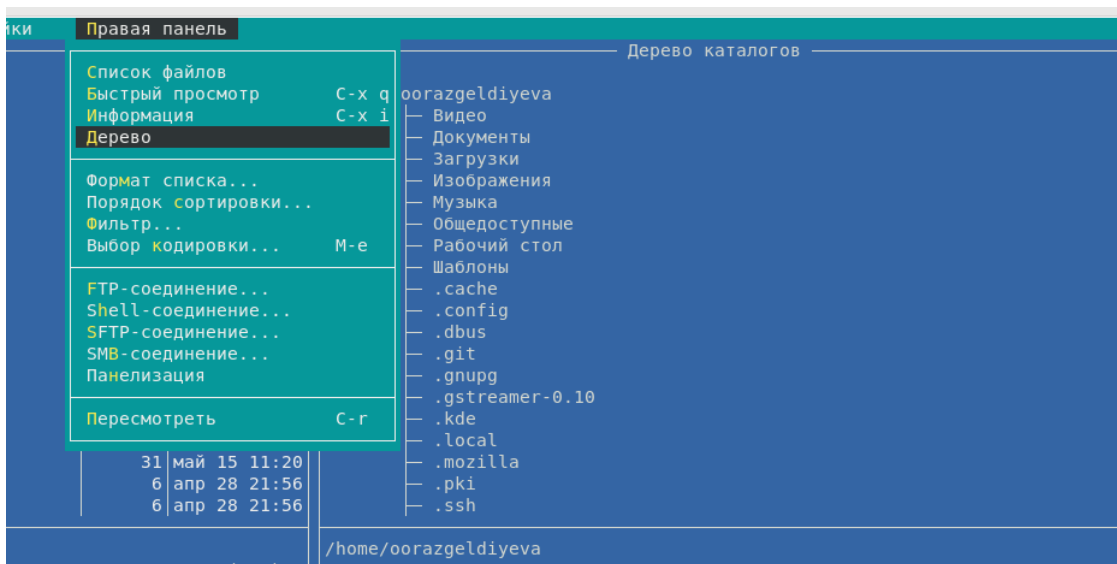 йки Правая панель
Дерево каталогов
Список файлов
Быстрый просмотр C-x q
Информация C-x i
Дерево
Формат списка...
Порядок сортировки...
Фильтр...
Выбор кодировки... M-e
FTP-соединение...
Shell-соединение...
SFTP-соединение...
SMB-соединение...
Панелизация
Пересмотреть C-r
31 май 15 11:20
6 апр 28 21:56
6 апр 28 21:56
oorazgeldiyeva
Видео
Документы
Загрузки
Изображения
Музыка
Общедоступные
Рабочий стол
Шаблоны
.cache
.config
.dbus
.git
.gnupg
.gstreamer-0.10
.kde
.local
.mozilla
.pki
.ssh
/home/oorazgeldiyeva